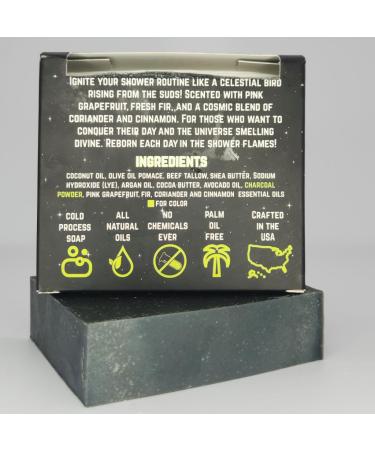 IGNITE YOUR SHOWER ROUTINE LIKE A CELESTIAL BIRD
RISING FROM THE SUDS! SCENTED WITH PINK
GRAPEFRUIT, FRESH FIR,,AND A COSMIC BLEND OF
CORIANDER AND CINNAMON. FOR THOSE WHO WANT TO
CONQUER THEIR DAY AND THE UNIVERSE SMELLING
DIVINE. REBORN EACH DAY IN THE SHOWER FLAMES!
INGREDIENTS
COCONUT OIL, OLIVE OIL POMACE, BEEF TALLOW, SHEA BUTTER, SODIUM
HYDROXIDE (LYE), ARGAN OIL, COCOA BUTTER, AVOCADO OIL, CHARCOAL
POWDER, PINK GRAPEFRUIT, FIR, CORIANDER AND CINNAMON ESSENTIAL OILS
FOR COLOR
COLD
PROCESS
SOAP
ALL
NATURAL
OILS
NO
CHEMICALS
EVER
PALM
OIL
FREE
CRAFTED
IN THE
USA